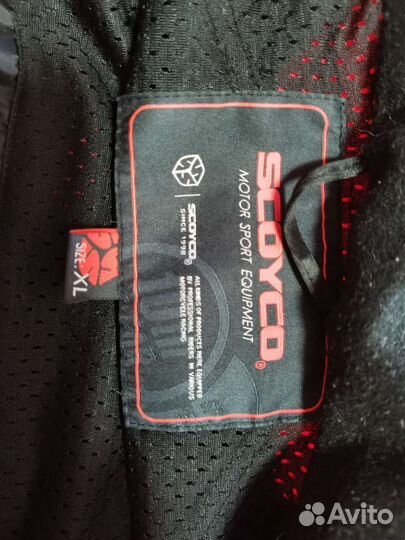 SCOYCO®
MOTOR SPORT EQUIPMENT
SCOYCO®
SINCE 1998
ALL KINDS OF PRODUCTS WERE EQUIPPED
BY PROFESSIONAL RIDERS IN VARIOUS
MOTORCYCLE RACING
SIZE: XL
Avito